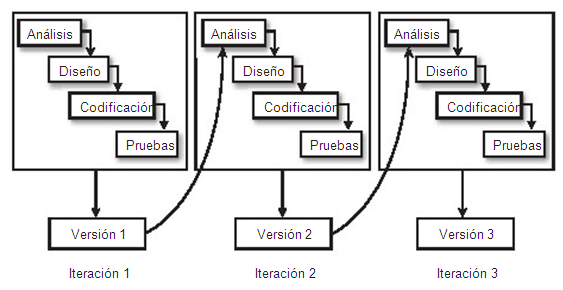 Análisis
Diseño
Codificación
Pruebas
Análisis
Diseño
Codificación
Pruebas
Análisis
Diseño
Codificación
Pruebas
Versión 1
Versión 2
Versión 3
Iteración 1
Iteración 2
Iteración 3